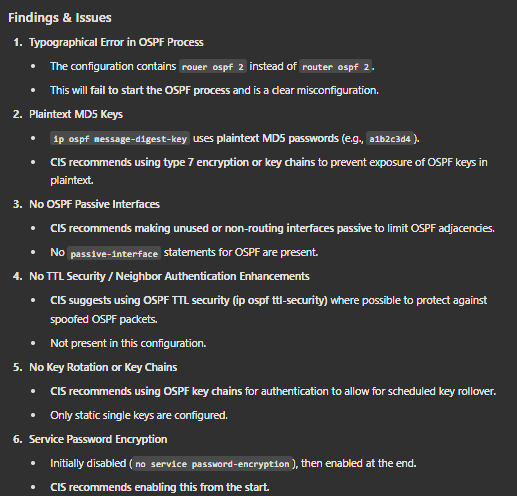 Findings & Issues
1. Typographical Error in OSPF Process
• The configuration contains rouer ospf 2 instead of router ospf 2.
• This will fail to start the OSPF process and is a clear misconfiguration.
2. Plaintext MD5 Keys
• ip ospf message-digest-key uses plaintext MD5 passwords (e.g., a1b2c3d4).
• CIS recommends using type 7 encryption or key chains to prevent exposure of OSPF keys in
plaintext.
3. No OSPF Passive Interfaces
• CIS recommends making unused or non-routing interfaces passive to limit OSPF adjacencies.
• No passive-interface statements for OSPF are present.
4. No TTL Security / Neighbor Authentication Enhancements
• CIS suggests using OSPF TTL security (ip ospf ttl-security) where possible to protect against
spoofed OSPF packets.
• Not present in this configuration.
5. No Key Rotation or Key Chains
• CIS recommends using OSPF key chains for authentication to allow for scheduled key rollover.
• Only static single keys are configured.
6. Service Password Encryption
• Initially disabled (no service password-encryption), then enabled at the end.
• CIS recommends enabling this from the start.